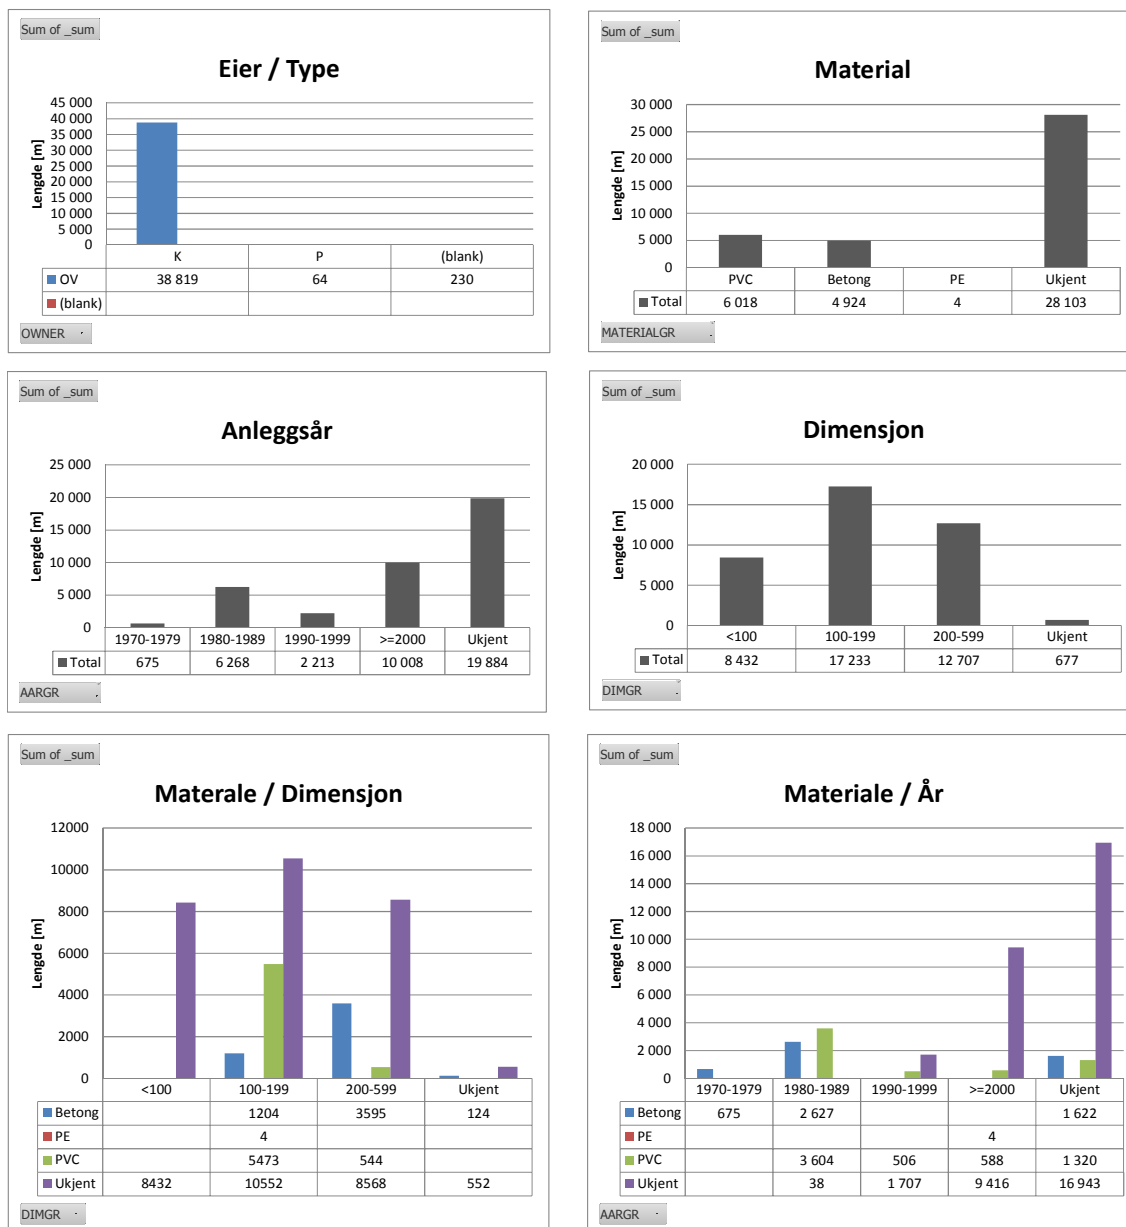 Sum of _sum
Eier / Type
Lengde [m]
45 000
40 000
35 000
30 000
25 000
20 000
15 000
10 000
5 000
0
K P (blank)
OV 38 819 64 230
(blank)
OWNER
Sum of _sum
Material
Lengde [m]
30 000
25 000
20 000
15 000
10 000
5 000
0
PVC Betong PE Ukjent
Total 6 018 4 924 4 28 103
MATERIALGR
Sum of _sum
Anleggsår
Lengde [m]
25 000
20 000
15 000
10 000
5 000
0
1970-1979 1980-1989 1990-1999 >=2000 Ukjent
Total 675 6 268 2 213 10 008 19 884
AARGR
Sum of _sum
Dimensjon
Lengde [m]
20 000
15 000
10 000
5 000
0
<100 100-199 200-599 Ukjent
Total 8 432 17 233 12 707 677
DIMGR
Sum of _sum
Materale / Dimensjon
Lengde [m]
12000
10000
8000
6000
4000
2000
0
<100 100-199 200-599 Ukjent
Betong 1204 3595 124
PE 4
PVC 5473 544
Ukjent 8432 10552 8568 552
DIMGR
Sum of _sum
Materiale / År
Lengde [m]
18 000
16 000
14 000
12 000
10 000
8 000
6 000
4 000
2 000
0
1970-1979 1980-1989 1990-1999 >=2000 Ukjent
Betong 675 2 627 1 622
PE 4
PVC 3 604 506 588 1 320
Ukjent 38 1 707 9 416 16 943
AARGR